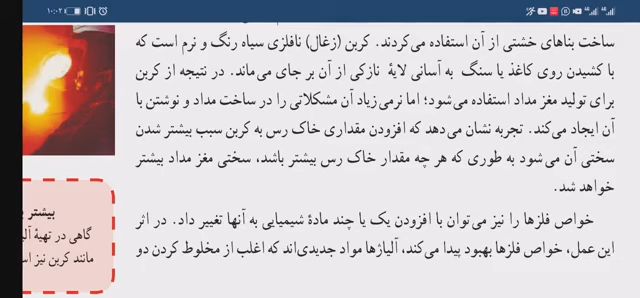 ۱۰:۰۲
ساخت بناهای خشتی از آن استفاده می‌کردند. کربن (زغال) نافلزی سیاه رنگ و نرم است که
با کشیدن روی کاغذ یا سنگ به آسانی لایهٔ نازکی از آن بر جای می‌ماند. در نتیجه از کربن
برای تولید مغز مداد استفاده می‌شود؛ اما نرمی زیاد آن مشکلاتی را در ساخت مداد و نوشتن با
آن ایجاد می‌کند. تجربه نشان می‌دهد که افزودن مقداری خاک رس به کربن سبب بیشتر شدن
سختی آن می‌شود به طوری که هر چه مقدار خاک رس بیشتر باشد، سختی مغز مداد بیشتر
خواهد شد.
خواص فلزها را نیز می‌توان با افزودن یک یا چند مادهٔ شیمیایی به آنها تغییر داد. در اثر
این عمل، خواص فلزها بهبود پیدا می‌کند، آلیاژها مواد جدیدی‌اند که اغلب از مخلوط کردن دو
بیشتر
گاهی در تهیهٔ
مانند کربن نیز